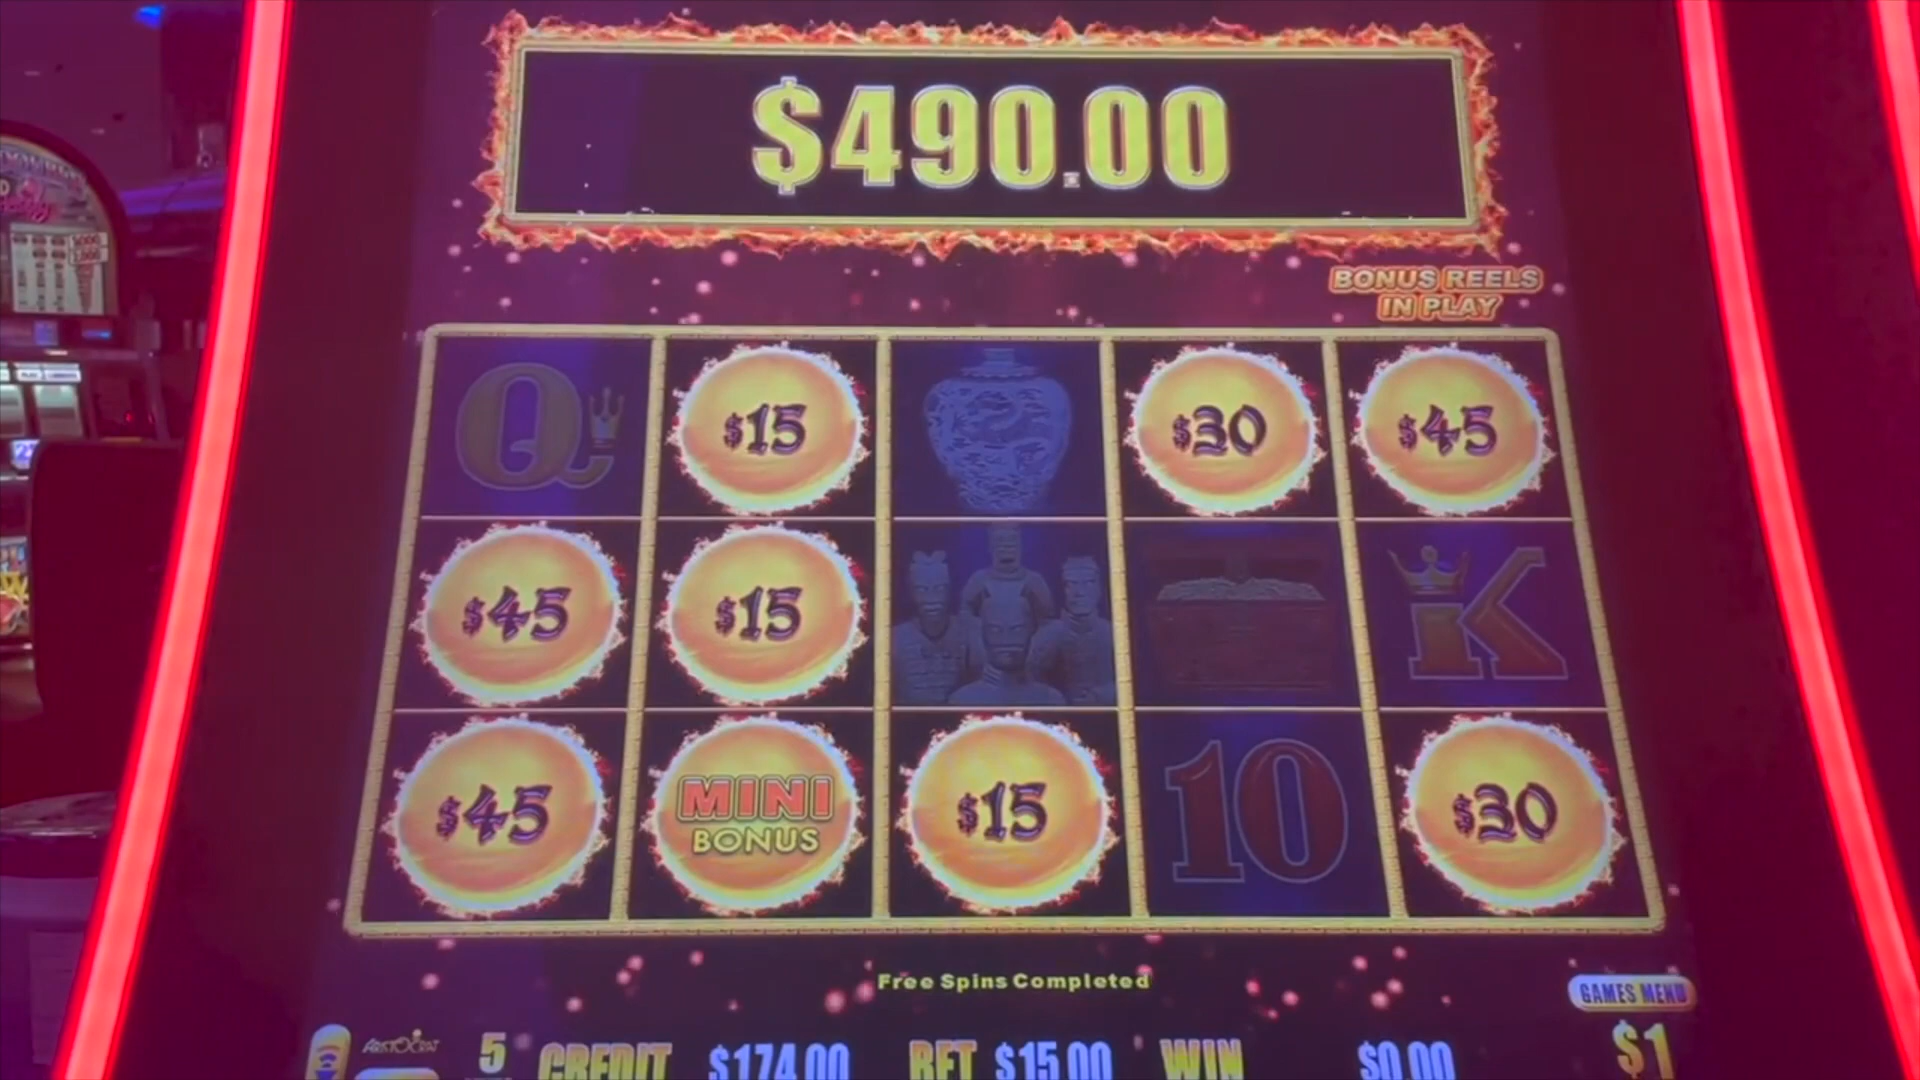 $490.00
BONUS REELS
IN PLAY
Q
$15
$30
$45
$45
$15
K
$45
MINI
BONUS
$15
10
$30
Free Spins Completed
GAMES MENU
ARISTOCRAT
5
CREDIT $174.00 BET $15.00 WIN $0.00
$1